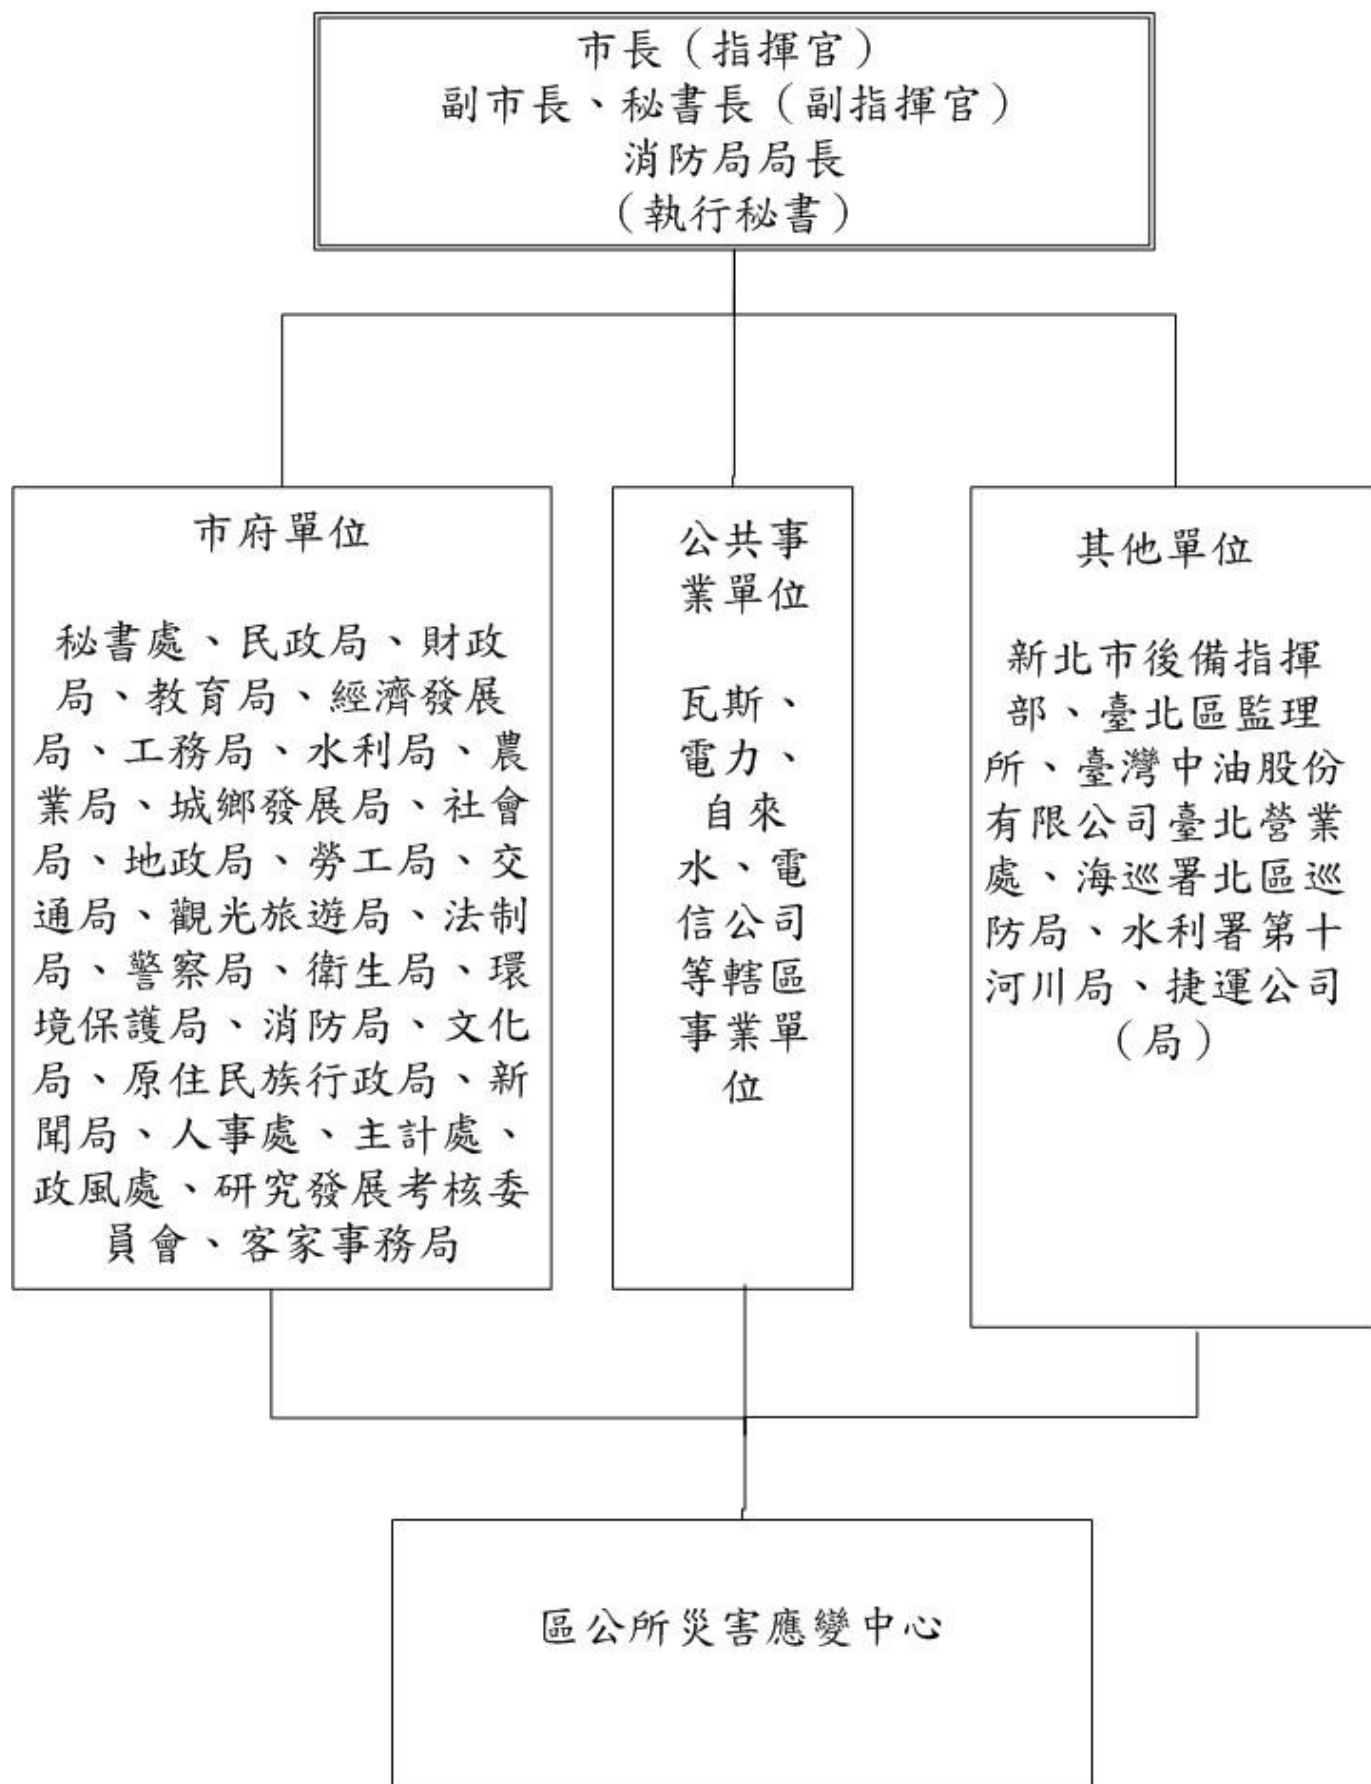 市長（指揮官）
副市長、秘書長（副指揮官）
消防局局長
（執行秘書）
市府單位
秘書處、民政局、財政
局、教育局、經濟發展
局、工務局、水利局、農
業局、城鄉發展局、社會
局、地政局、勞工局、交
通局、觀光旅遊局、法制
局、警察局、衛生局、環
境保護局、消防局、文化
局、原住民族行政局、新
聞局、人事處、主計處、
政風處、研究發展考核委
員會、客家事務局
公共事
業單位
瓦斯、
電力、
自來
水、電
信公司
等轄區
事業單
位
其他單位
新北市後備指揮
部、臺北區監理
所、臺灣中油股份
有限公司臺北營業
處、海巡署北區巡
防局、水利署第十
河川局、捷運公司
（局）
區公所災害應變中心